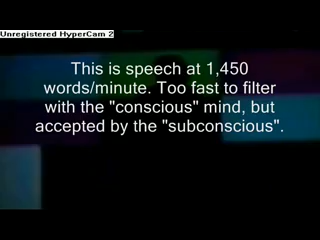 Unregistered HyperCam 2
This is speech at 1,450
words/minute. Too fast to filter
with the "conscious" mind, but
accepted by the "subconscious".